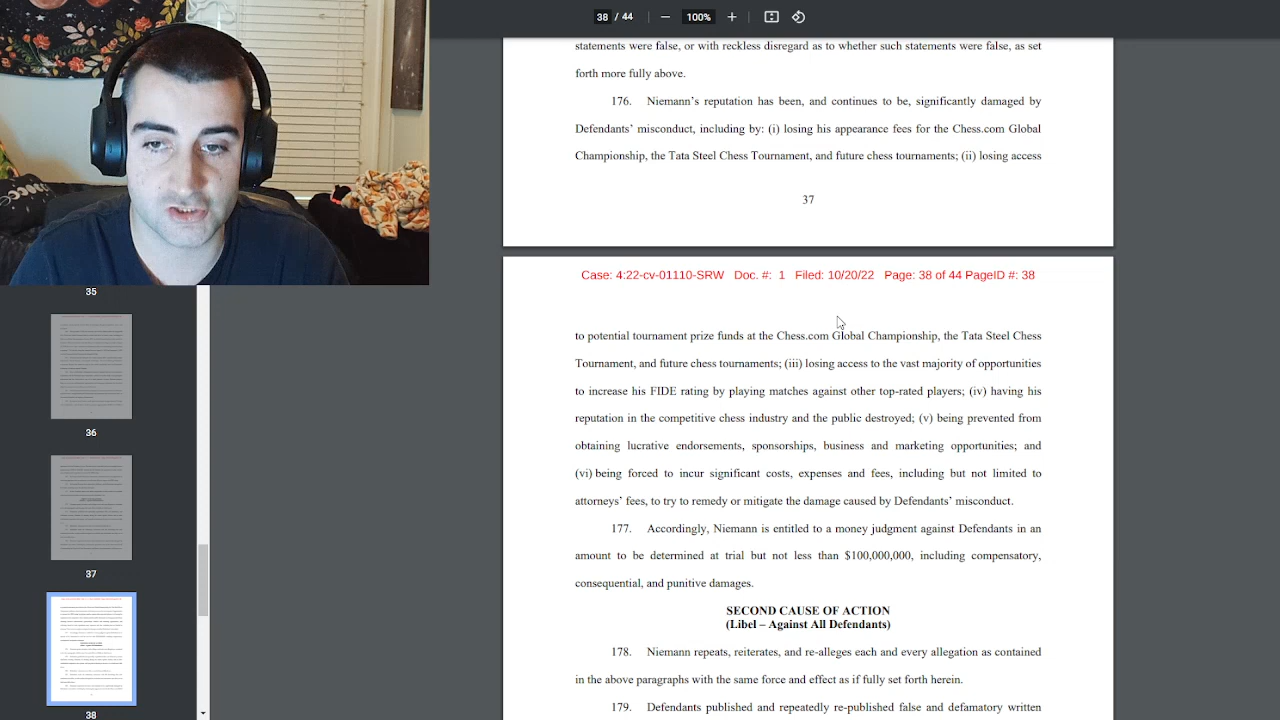 38 / 44
100%
statements were false, or with reckless disregard as to whether such statements were false, as set
forth more fully above.
176. Niemann's reputation has been, and continues to be, significantly damaged by
Defendants' misconduct, including by: (i) losing his appearance fees for the Chess.com Global
Championship, the Tata Steel Chess Tournament, and future chess tournaments; (ii) losing access
37
Case: 4:22-cv-01110-SRW Doc. #: 1 Filed: 10/20/22 Page: 38 of 44 PageID #: 38
to potential tournament prize funds at the Chess.com Global Championship, the Tata Steel Chess
Tournament, and future chess tournaments; (iii) losing access to the vast majority of opportunities
to increase his FIDE rating by playing matches against other top-rated players; (iv) having his
reputation in the competitive chess industry and the public destroyed; (v) being prevented from
obtaining lucrative endorsements, sponsorships, business and marketing opportunities; and
(vi) being forced to incur significant expenses and fees, including but not limited to
attorneys' fees, to try to remedy or mitigate the damage caused by Defendants' misconduct.
177. Accordingly, Niemann is entitled to a money judgment against Defendants in an
amount to be determined at trial but not less than $100,000,000, including compensatory,
consequential, and punitive damages.
SECOND CAUSE OF ACTION
(Libel – Against All Defendants)
178. Niemann repeats, reiterates, and re-alleges each and every allegation as contained
in the above paragraphs with the same force and effect as if fully set forth herein.
179. Defendants published and repeatedly re-published false and defamatory written
35
36
37
38